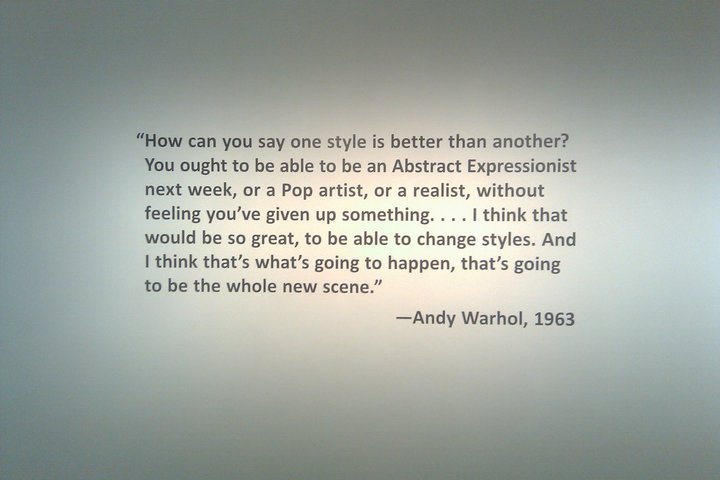 “How can you say one style is better than another?
You ought to be able to be an Abstract Expressionist
next week, or a Pop artist, or a realist, without
feeling you’ve given up something. . . . I think that
would be so great, to be able to change styles. And
I think that’s what’s going to happen, that’s going
to be the whole new scene.”
—Andy Warhol, 1963